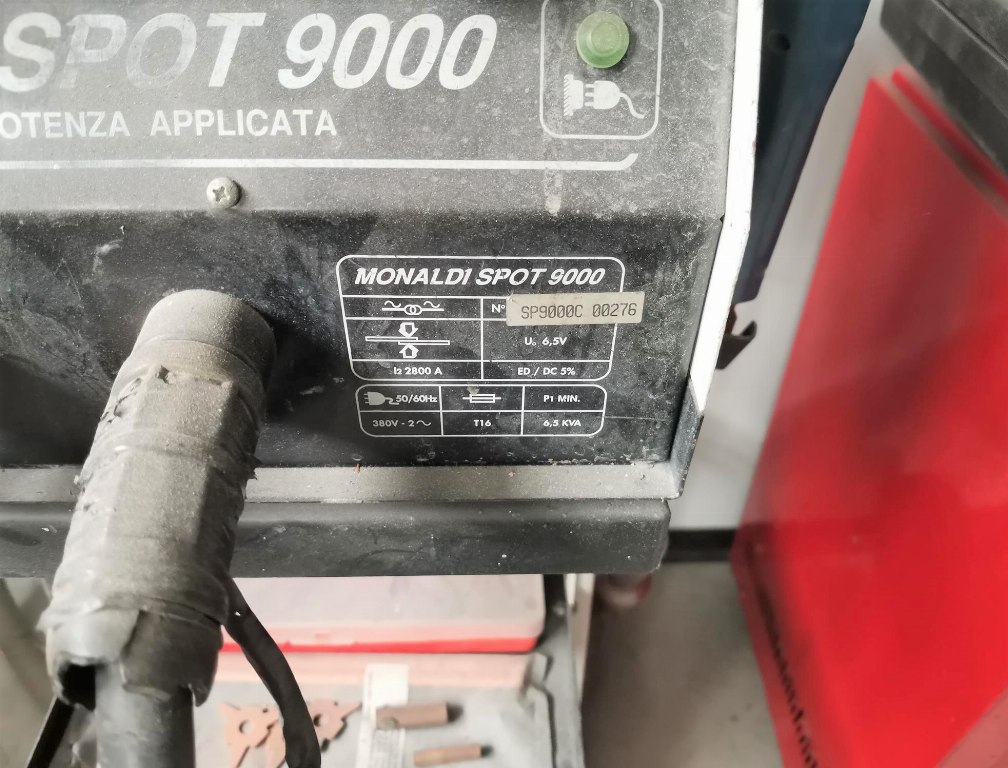 SPOT 9000
OTENZA APPLICATA
MONALDI SPOT 9000
N° SP9000C 00276
U₀ 6,5V
I2 2800 A ED / DC 5%
50/60Hz P1 MIN.
380V - 2~ T16 6,5 KVA